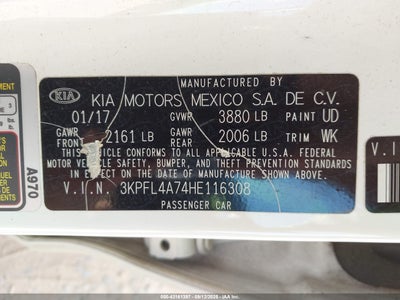 MANUFACTURED BY
KIA KIA MOTORS MEXICO S.A. DE C.V.
01/17 GVWR 3880 LB PAINT UD
GAWR FRONT 2161 LB GAWR REAR 2006 LB TRIM WK
THIS VEHICLE CONFORMS TO ALL APPLICABLE U.S.A. FEDERAL
MOTOR VEHICLE SAFETY, BUMPER, AND THEFT PREVENTION STANDARDS
IN EFFECT ON THE DATE OF MANUFACTURE SHOWN ABOVE.
V.I.N. 3KPFL4A74HE116308
PASSENGER CAR
A970
V.I.